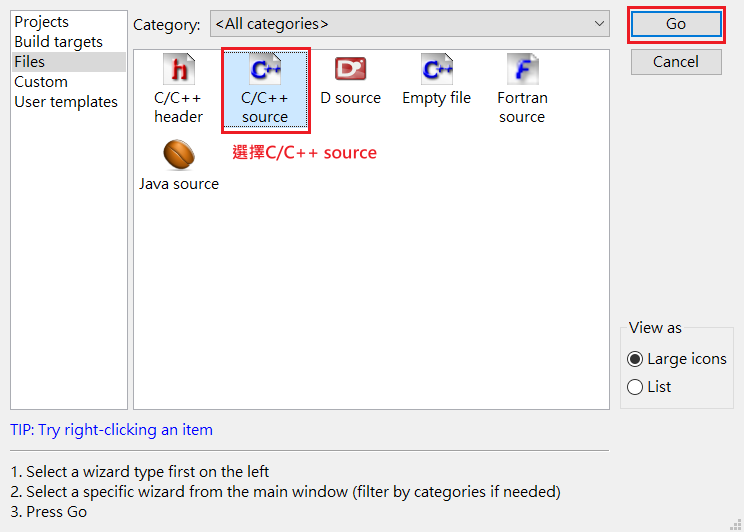 Projects
Build targets
Files
Custom
User templates
Category:
<All categories>
Go
Cancel
C/C++
header
C/C++
source
D source
Empty file
Fortran
source
Java source
選擇C/C++ source
View as
Large icons
List
TIP: Try right-clicking an item
1. Select a wizard type first on the left
2. Select a specific wizard from the main window (filter by categories if needed)
3. Press Go